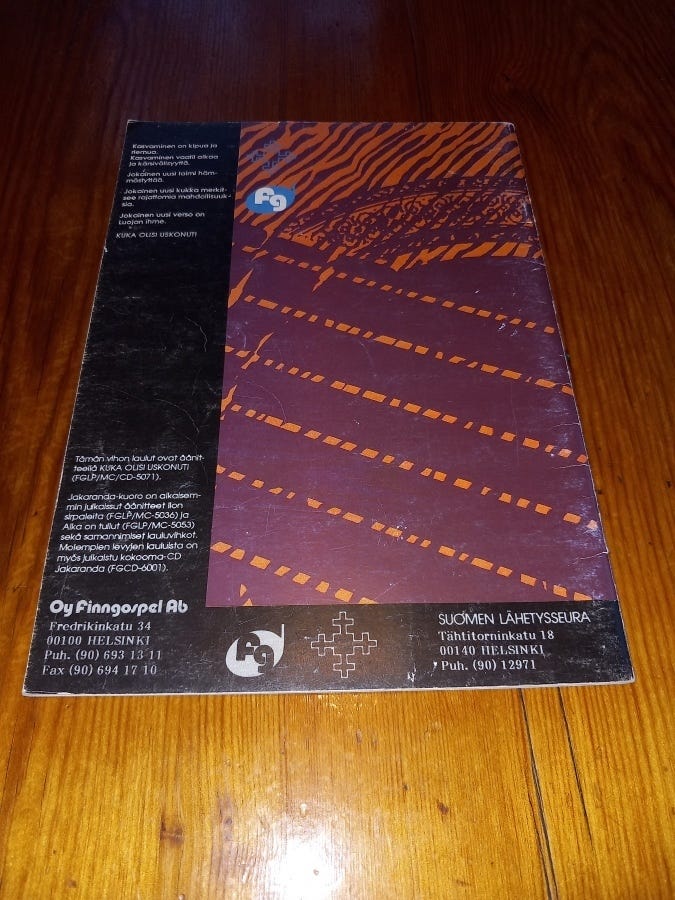 Kasvaminen on kipua ja
riemua.
Kasvaminen vaatii aikaa
ja kärsivällisyyttä.
Jokainen uusi taimi häm-
mästyttää.
Jokainen uusi kukka merkit-
see rajattomia mahdollisuuk-
sia.
Jokainen uusi verso on
Luojan ihme.
KUKA OLISI USKONUT!
fg
Tämän vihon laulut ovat äänit-
teellä KUKA OLISI USKONUT!
(FGLP/MC/CD-5071).
Jakaranda-kuoro on aikaisem-
min julkaissut äänitteet Ilon
sirpaleita (FGLP/MC-5036) ja
Aika on tullut (FGLP/MC-5053)
sekä samannimiset lauluvihkot.
Molempien levyjen lauluista on
myös julkaistu kokooma-CD
Jakaranda (FGCD-6001).
Oy Finngospel Ab
Fredrikinkatu 34
00100 HELSINKI
Puh. (90) 693 13 11
Fax (90) 694 17 10
fg
SUOMEN LÄHETYSSEURA
Tähtitorninkatu 18
00140 HELSINKI
Puh. (90) 12971